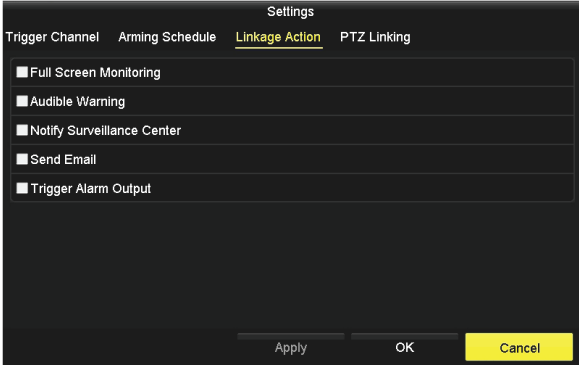 Settings
Trigger Channel Arming Schedule Linkage Action PTZ Linking
Full Screen Monitoring
Audible Warning
Notify Surveillance Center
Send Email
Trigger Alarm Output
Apply OK Cancel